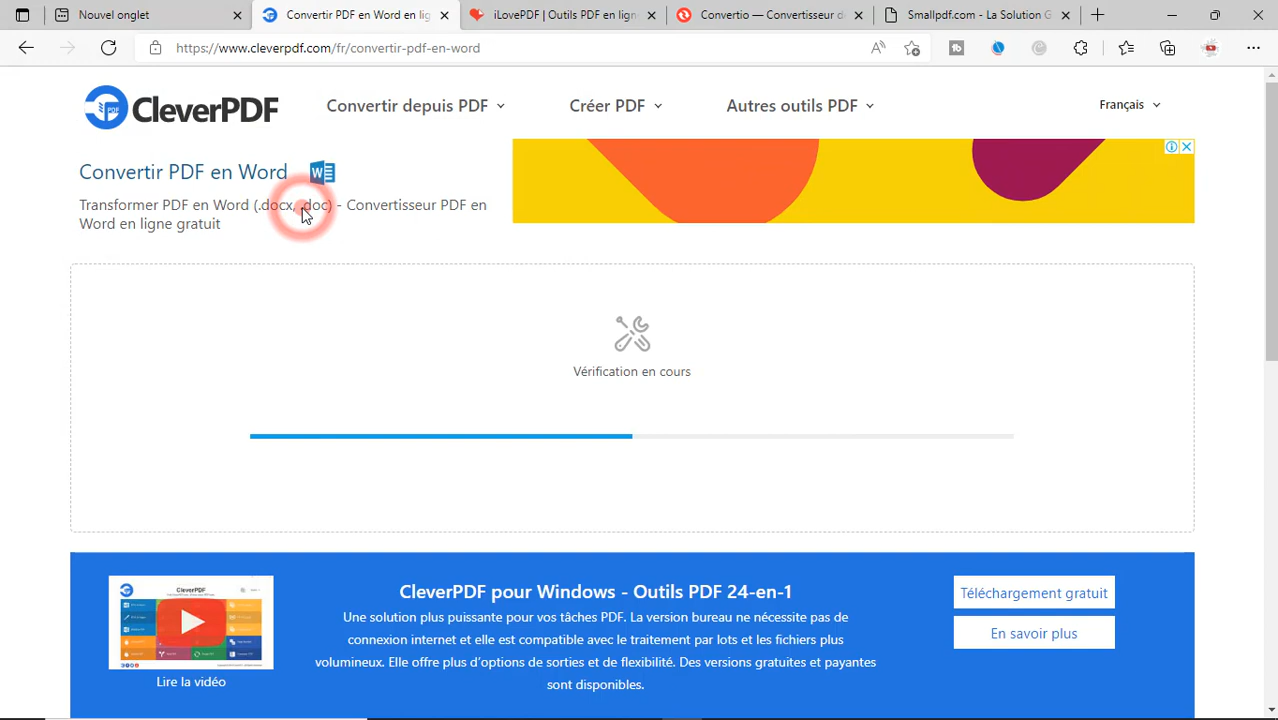 Nouvel onglet
Convertir PDF en Word en lig
iLovePDF | Outils PDF en lign
Convertio — Convertisseur d
Smallpdf.com - La Solution G
https://www.cleverpdf.com/fr/convertir-pdf-en-word
CleverPDF
Convertir depuis PDF
Créer PDF
Autres outils PDF
Français
Convertir PDF en Word
Transformer PDF en Word (.docx, .doc) - Convertisseur PDF en
Word en ligne gratuit
Vérification en cours
CleverPDF pour Windows - Outils PDF 24-en-1
Une solution plus puissante pour vos tâches PDF. La version bureau ne nécessite pas de
connexion internet et elle est compatible avec le traitement par lots et les fichiers plus
volumineux. Elle offre plus d'options de sorties et de flexibilité. Des versions gratuites et payantes
sont disponibles.
Lire la vidéo
Téléchargement gratuit
En savoir plus